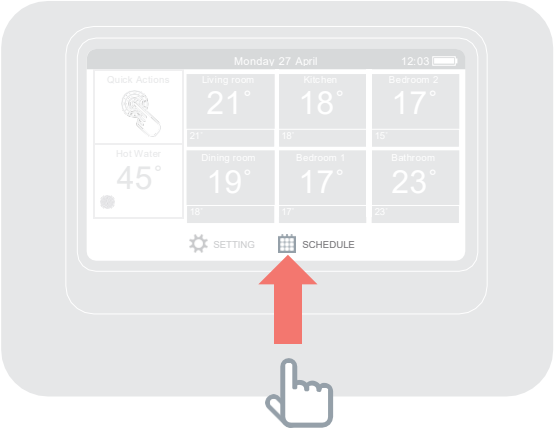 Monday 27 April 12:03
Quick Actions
Living room
21°
21°
Kitchen
18°
18°
Bedroom 2
17°
15°
Hot Water
45°
Dining room
19°
18°
Bedroom 1
17°
17°
Bathroom
23°
23°
SETTING SCHEDULE